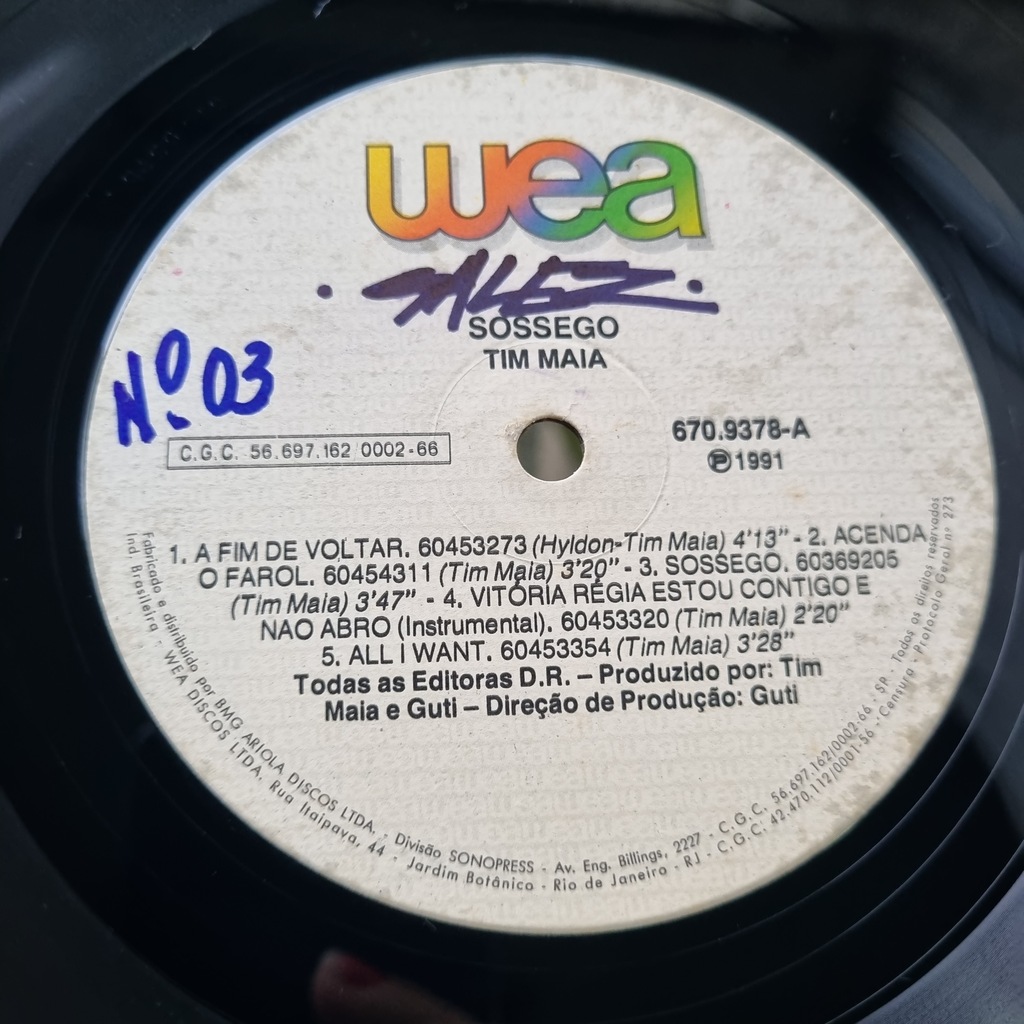 wea
SALEZ
SOSSEGO
TIM MAIA
Nº. 03
C.G.C. 56.697.162 0002-66
670.9378-A
Ⓟ1991
1. A FIM DE VOLTAR. 60453273 (Hyldon-Tim Maia) 4'13" - 2. ACENDA
O FAROL. 60454311 (Tim Maia) 3'20" - 3. SOSSEGO. 60369205
(Tim Maia) 3'47" - 4. VITÓRIA RÉGIA ESTOU CONTIGO E
NAO ABRO (Instrumental). 60453320 (Tim Maia) 2'20"
5. ALL I WANT. 60453354 (Tim Maia) 3'28"
Todas as Editoras D.R. – Produzido por: Tim
Maia e Guti – Direção de Produção: Guti
Fabricado e distribuído por BMG ARIOLA DISCOS LTDA. - Divisão SONOPRESS - Av. Eng. Billings, 2227 - C.G.C. 56.697.162/0002-66 - SP - Todos os direitos reservados
Ind. Brasileira - WEA DISCOS LTDA. Rua Itaipava, 44 - Jardim Botânico - Rio de Janeiro - RJ - C.G.C. 42.470.112/0001-56 - Censura - Protocolo Geral nº 273